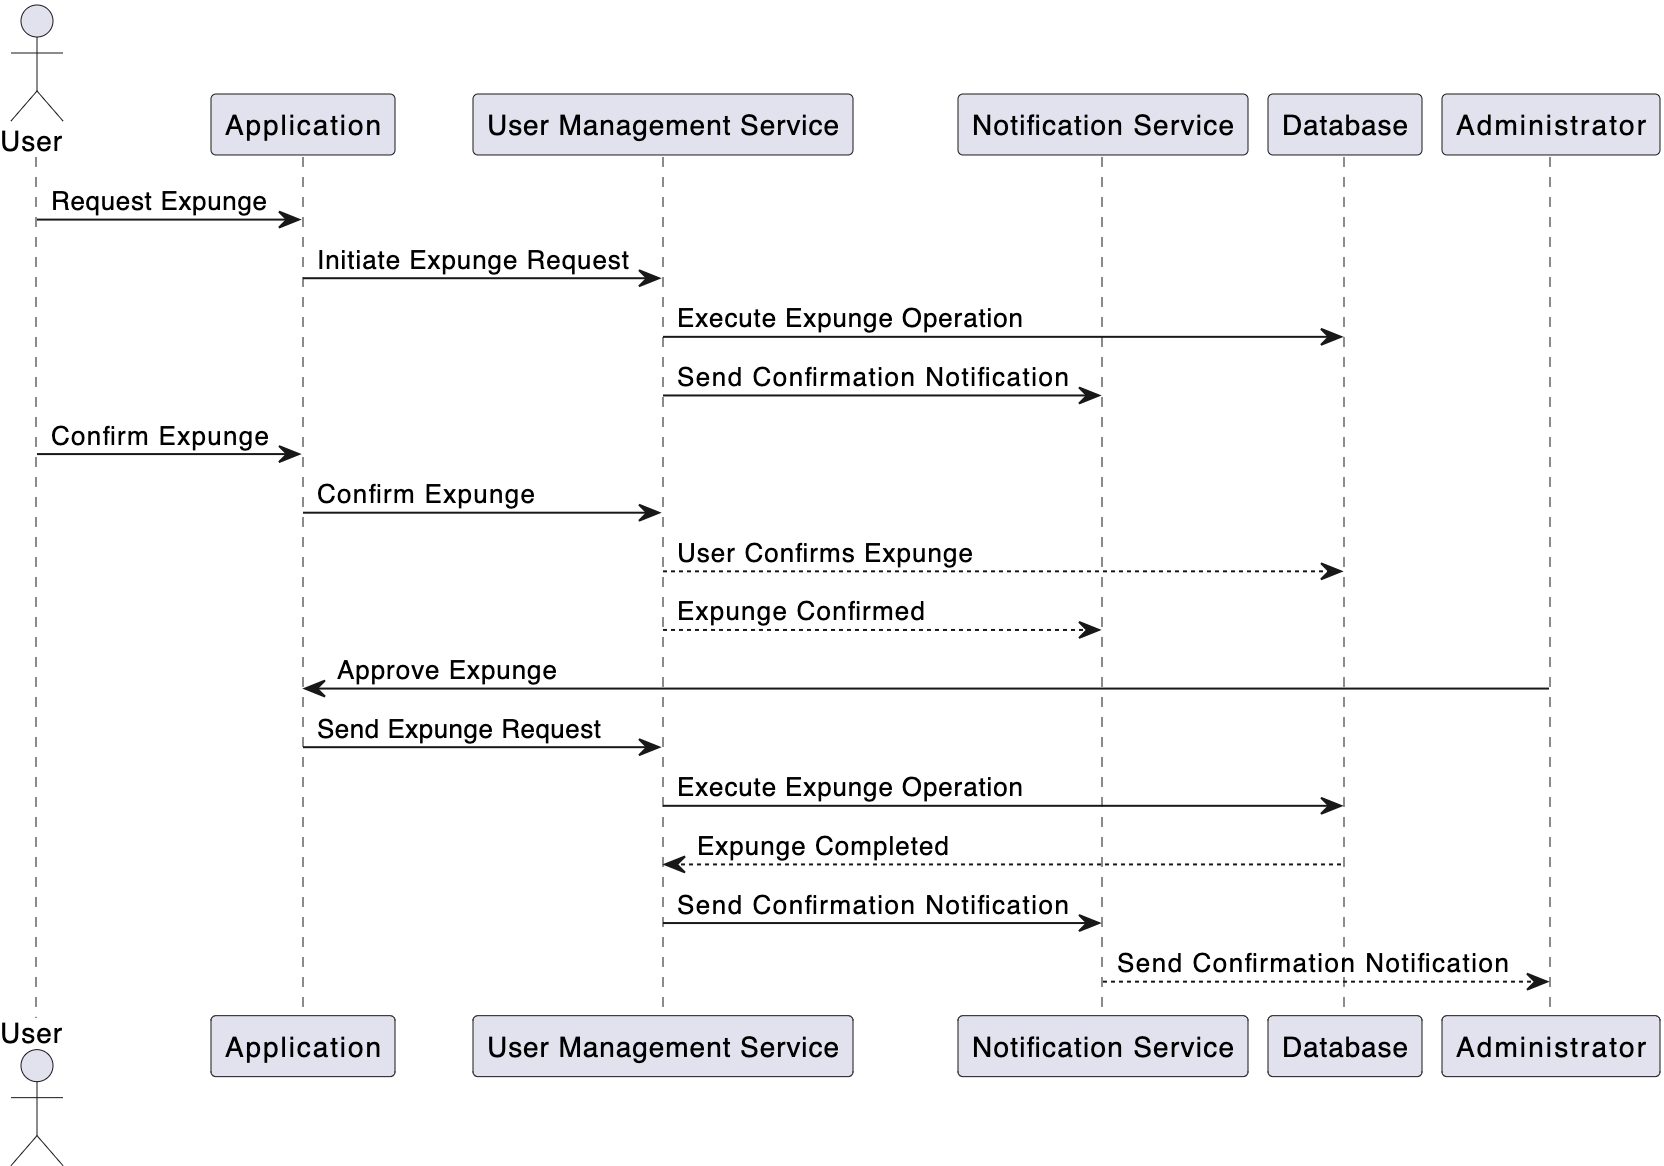 User
Application
User Management Service
Notification Service
Database
Administrator
Request Expunge
Initiate Expunge Request
Execute Expunge Operation
Send Confirmation Notification
Confirm Expunge
Confirm Expunge
User Confirms Expunge
Expunge Confirmed
Approve Expunge
Send Expunge Request
Execute Expunge Operation
Expunge Completed
Send Confirmation Notification
Send Confirmation Notification
User
Application
User Management Service
Notification Service
Database
Administrator